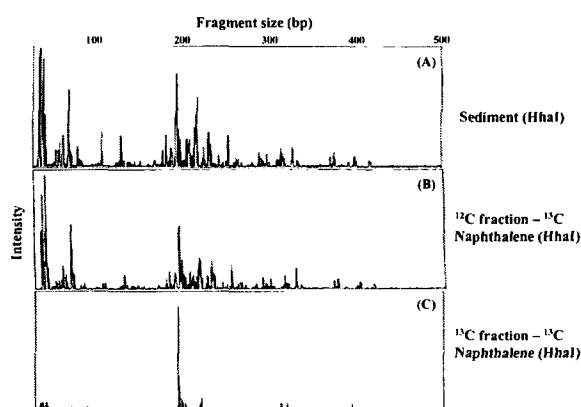 Fragment size (bp)
100 200 300 400 500
(A)
Sediment (HhaI)
(B)
¹²C fraction – ¹³C
Naphthalene (HhaI)
Intensity
(C)
¹³C fraction – ¹³C
Naphthalene (HhaI)